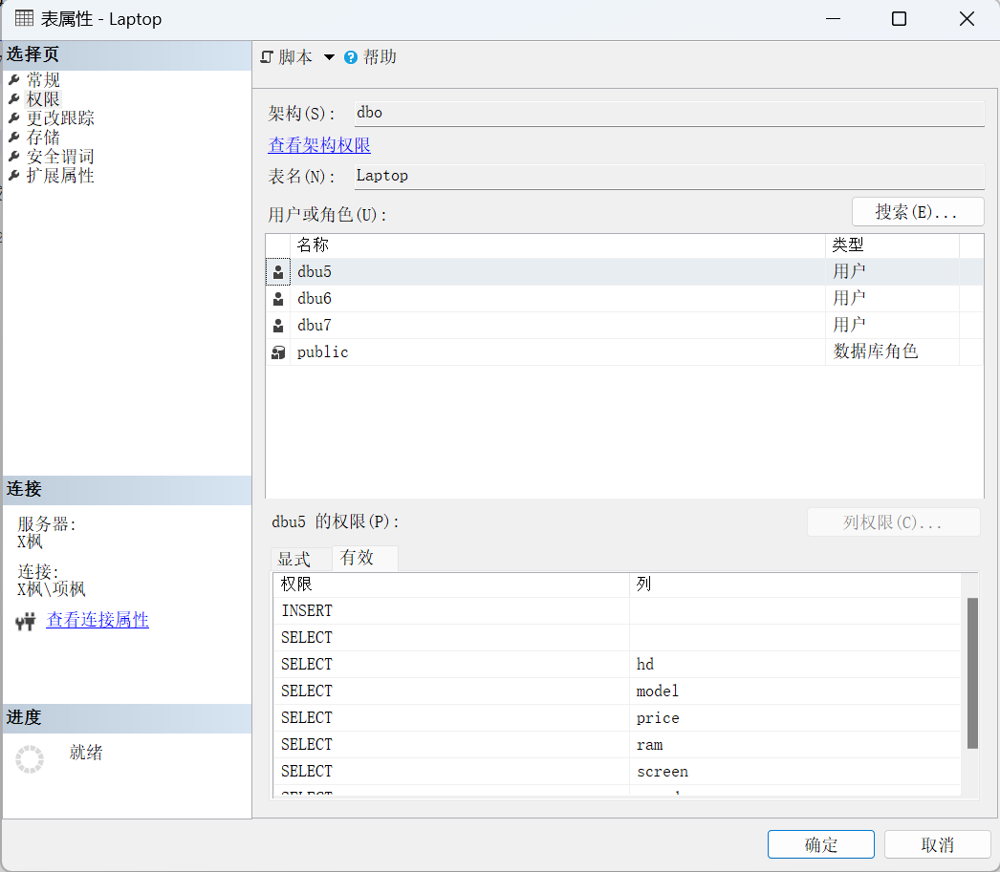 表属性 - Laptop
选择页
常规
权限
更改跟踪
存储
安全谓词
扩展属性
脚本
帮助
架构(S):
dbo
查看架构权限
表名(N):
Laptop
用户或角色(U):
搜索(E)...
名称 类型
dbu5 用户
dbu6 用户
dbu7 用户
public 数据库角色
连接
服务器:
X枫
连接:
X枫\项枫
查看连接属性
进度
就绪
dbu5 的权限(P):
列权限(C)...
显式
有效
权限 列
INSERT
SELECT
SELECT hd
SELECT model
SELECT price
SELECT ram
SELECT screen
SELECT
确定
取消